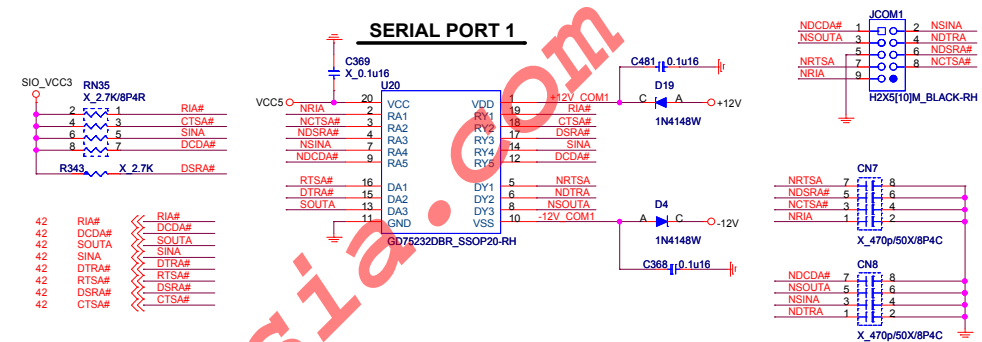 SERIAL PORT 1
SIO_VCC3
RN35
X_2.7K/8P4R
2 1 RIA#
4 3 CTSA#
6 5 SINA
8 7 DCDA#
R343 X_2.7K DSRA#
42 RIA# RIA#
42 DCDA# DCDA#
42 SOUTA SOUTA
42 SINA SINA
42 DTRA# DTRA#
42 RTSA# RTSA#
42 DSRA# DSRA#
42 CTSA# CTSA#
C369
X_0.1u16
U20
VCC5 20 VCC VDD 1 +12V_COM1
NRIA 2 RA1 RY1 19 RIA#
NCTSA# 3 RA2 RY2 18 CTSA#
NDSRA# 4 RA3 RY3 17 DSRA#
NSINA 7 RA4 RY4 14 SINA
NDCDA# 9 RA5 RY5 12 DCDA#
RTSA# 16 DA1 DY1 5 NRTSA
DTRA# 15 DA2 DY2 6 NDTRA
SOUTA 13 DA3 DY3 8 NSOUTA
11 GND VSS 10 -12V_COM1
GD75232DBR_SSOP20-RH
C481 0.1u16
D19
C A +12V
1N4148W
D4
A C -12V
1N4148W
C368 0.1u16
JCOM1
NDCDA# 1 2 NSINA
NSOUTA 3 4 NDTRA
5 6 NDSRA#
NRTSA 7 8 NCTSA#
NRIA 9
H2X5[10]M_BLACK-RH
CN7
NRTSA 7 8
NDSRA# 5 6
NCTSA# 3 4
NRIA 1 2
X_470p/50X/8P4C
CN8
NDCDA# 7 8
NSOUTA 5 6
NSINA 3 4
NDTRA 1 2
X_470p/50X/8P4C
sia.com